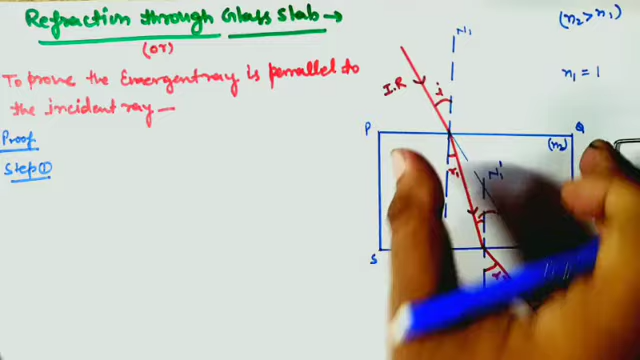 Refraction through Glass Slab →
(or)
To prove the Emergent ray is parallel to
the incident ray —
Proof
Step ①
N₁
(n₂ > n₁)
n₁ = 1
I.R
i
P
Q
(n₂)
r₁
N₁'
S